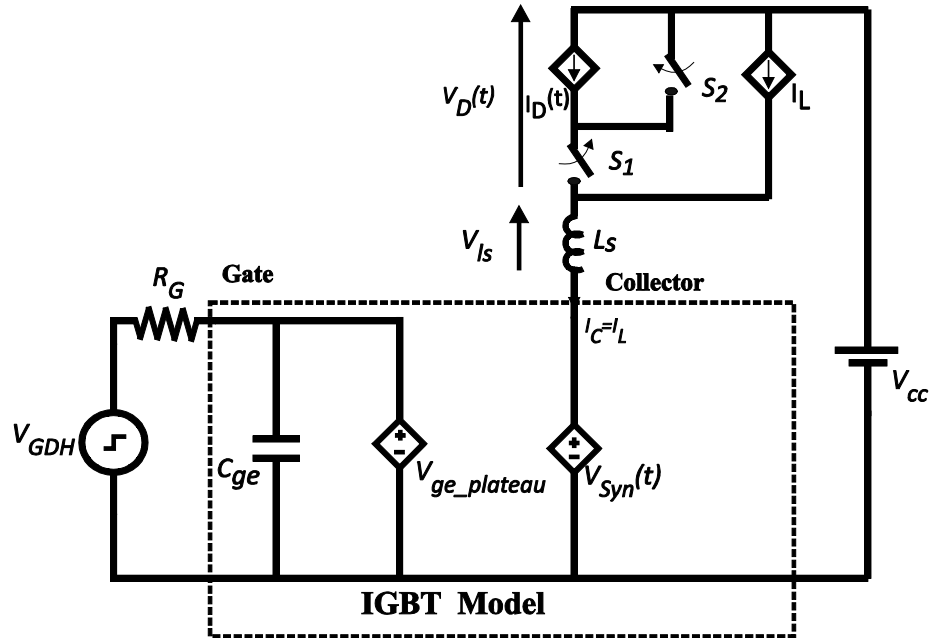 V_D(t)
I_D(t)
S_2
I_L
S_1
V_ls
L_s
Gate
Collector
R_G
I_C=I_L
V_cc
V_GDH
C_ge
+
-
V_ge_plateau
+
-
V_Syn(t)
IGBT Model